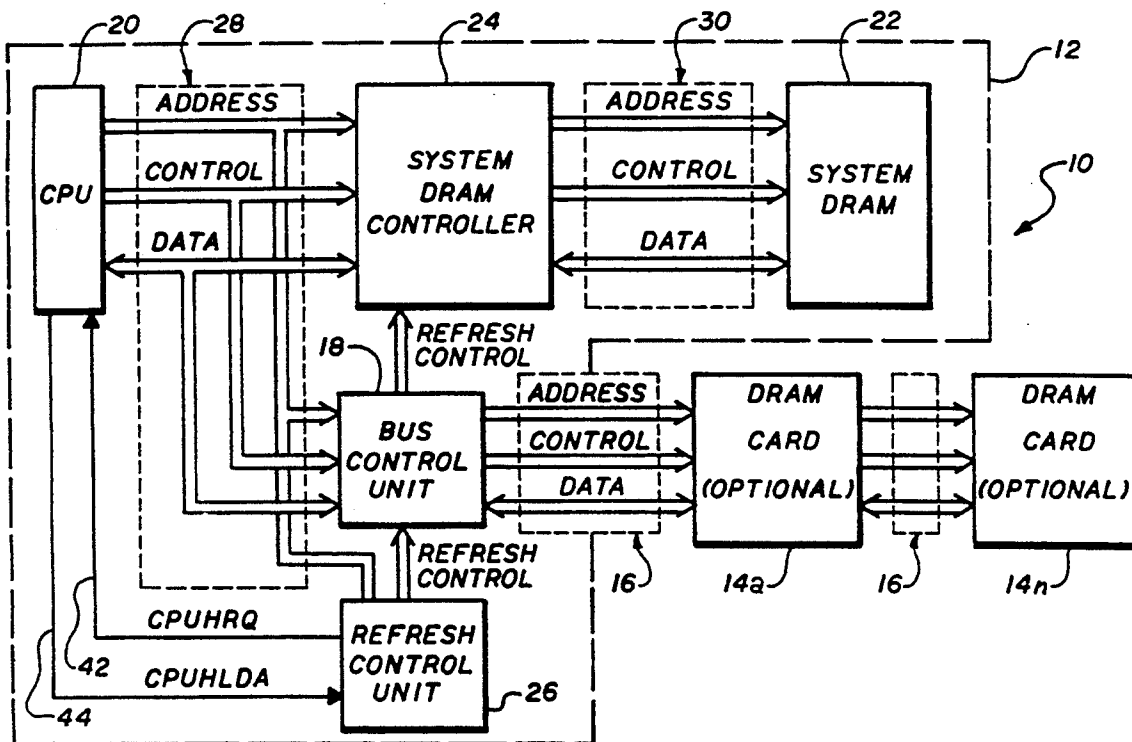 20
28
24
30
22
12
ADDRESS
ADDRESS
CPU
CONTROL
SYSTEM
DRAM
CONTROLLER
CONTROL
SYSTEM
DRAM
10
DATA
DATA
REFRESH
CONTROL
18
BUS
CONTROL
UNIT
ADDRESS
CONTROL
DATA
DRAM
CARD
(OPTIONAL)
DRAM
CARD
(OPTIONAL)
REFRESH
CONTROL
16
14a
16
14n
CPUHRQ
42
CPUHLDA
44
REFRESH
CONTROL
UNIT
26